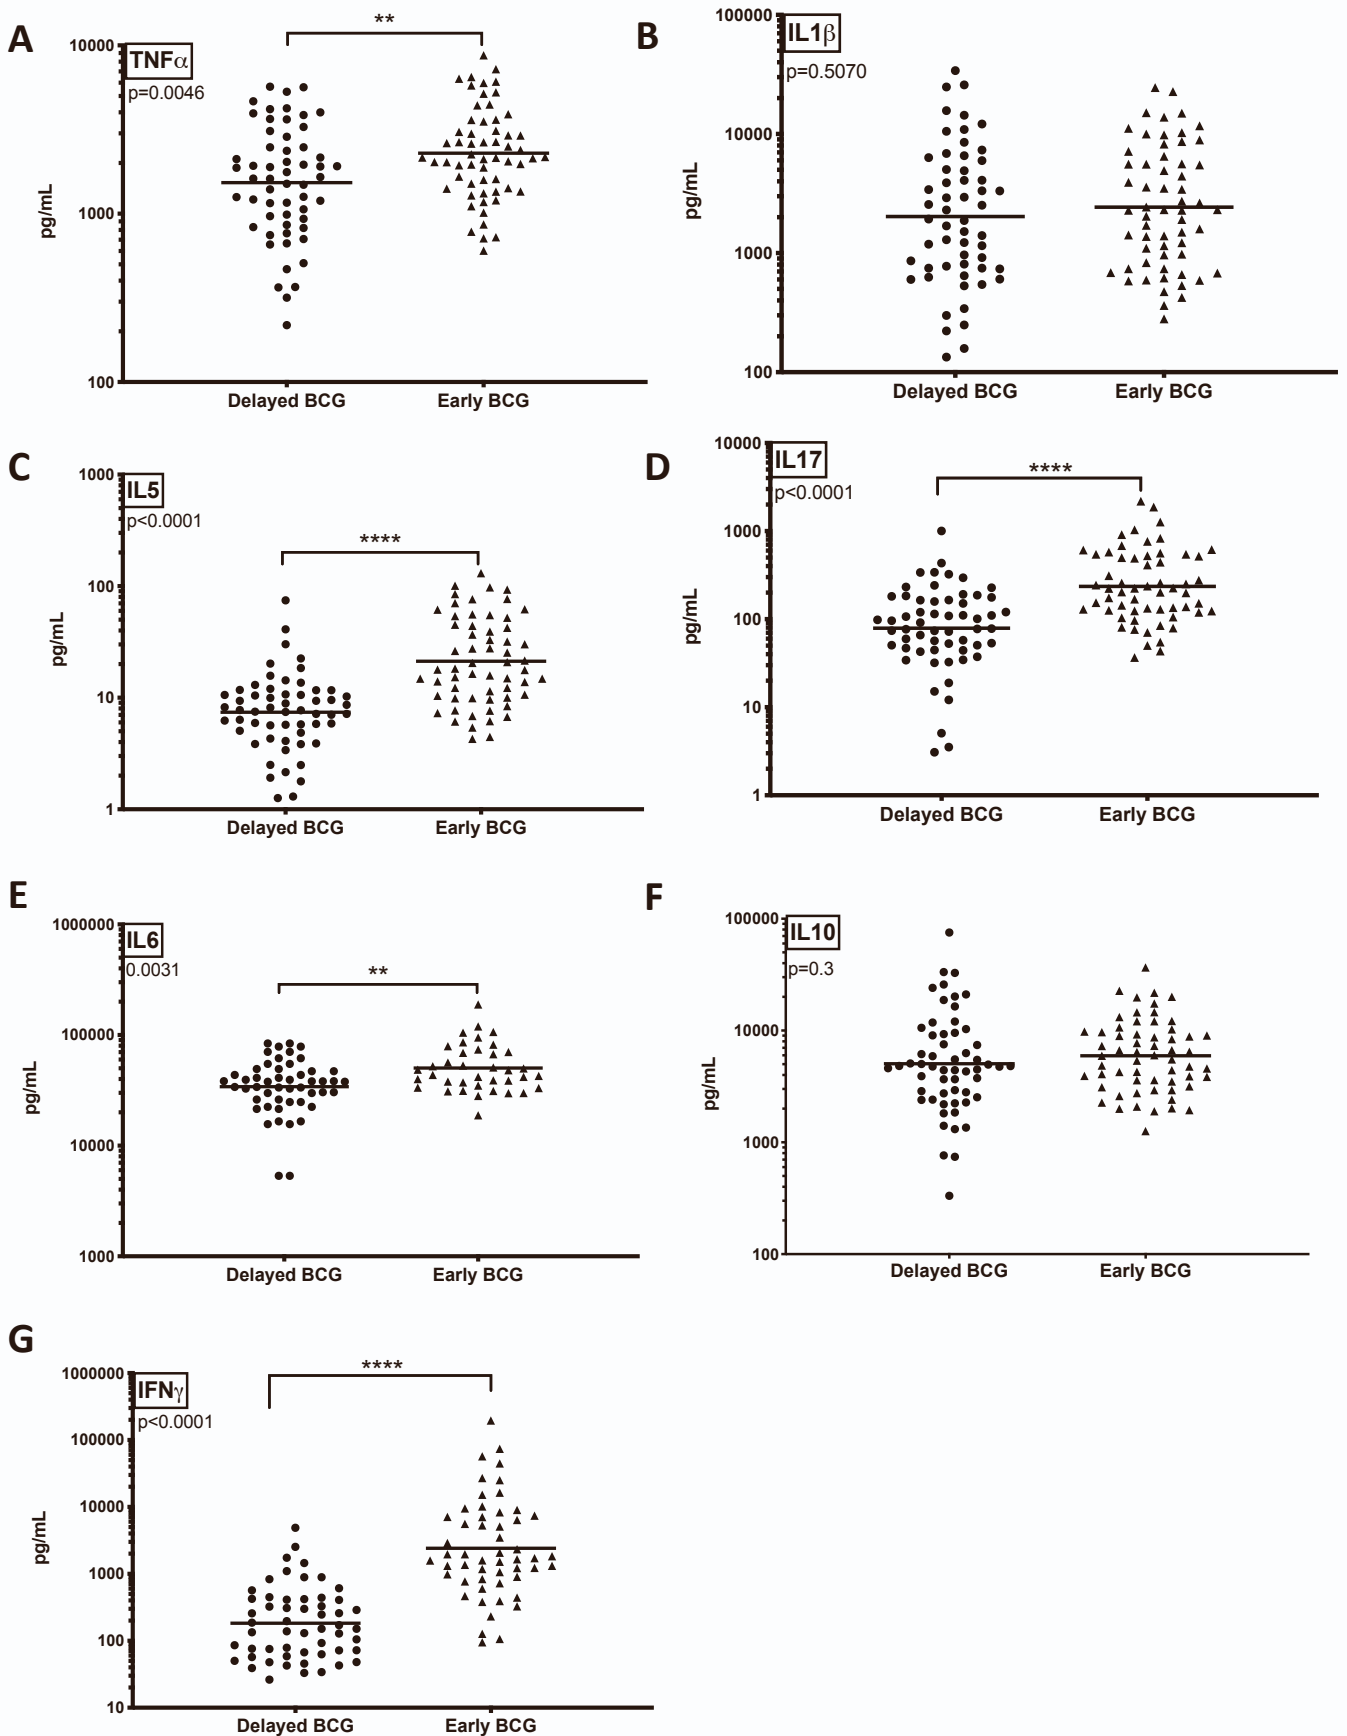 A
**
10000
TNFα
p=0.0046
1000
100
pg/mL
Delayed BCG
Early BCG
B
100000
IL1β
p=0.5070
10000
1000
100
pg/mL
Delayed BCG
Early BCG
C
1000
IL5
p<0.0001
****
100
10
1
pg/mL
Delayed BCG
Early BCG
D
10000
IL17
p<0.0001
****
1000
100
10
1
pg/mL
Delayed BCG
Early BCG
E
1000000
IL6
0.0031
**
100000
10000
1000
pg/mL
Delayed BCG
Early BCG
F
100000
IL10
p=0.3
10000
1000
100
pg/mL
Delayed BCG
Early BCG
G
****
1000000
IFNγ
p<0.0001
100000
10000
1000
100
10
pg/mL
Delayed BCG
Early BCG